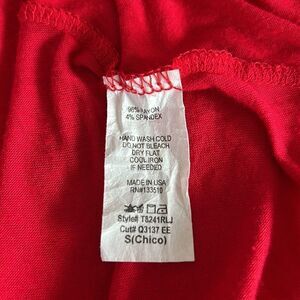 96% RAYON
4% SPANDEX
HAND WASH COLD
DO NOT BLEACH
DRY FLAT
COOL IRON
IF NEEDED
MADE IN USA
RN#133510
Style# T8241RLJ
Cut# Q3137 EE
S(Chico)